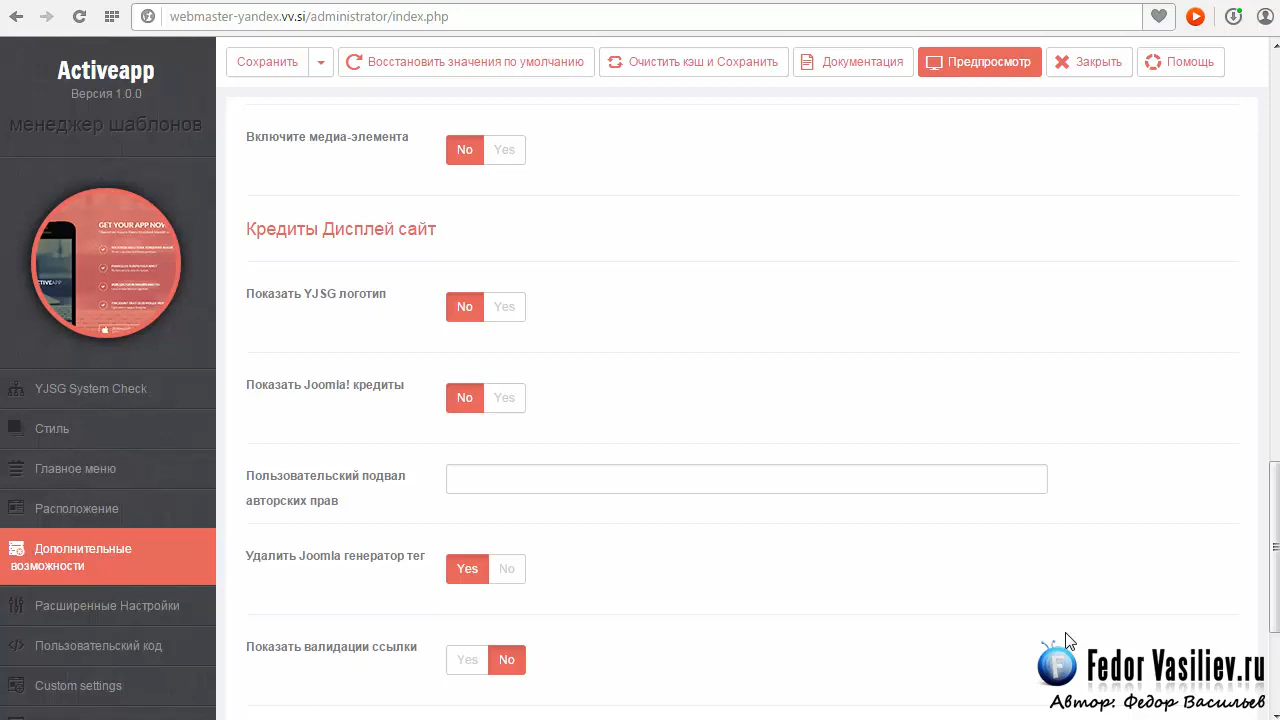 webmaster-yandex.vv.si/administrator/index.php
Activeapp
Версия 1.0.0
менеджер шаблонов
GET YOUR APP NOW
YJSG System Check
Стиль
Главное меню
Расположение
Дополнительные
возможности
Расширенные Настройки
Пользовательский код
Custom settings
Сохранить Восстановить значения по умолчанию Очистить кэш и Сохранить Документация Предпросмотр Закрыть Помощь
Включите медиа-элемента No Yes
Кредиты Дисплей сайт
Показать YJSG логотип No Yes
Показать Joomla! кредиты No Yes
Пользовательский подвал
авторских прав
Удалить Joomla генератор тег Yes No
Показать валидации ссылки Yes No
Fedor Vasiliev.ru
Автор: Федор Васильев